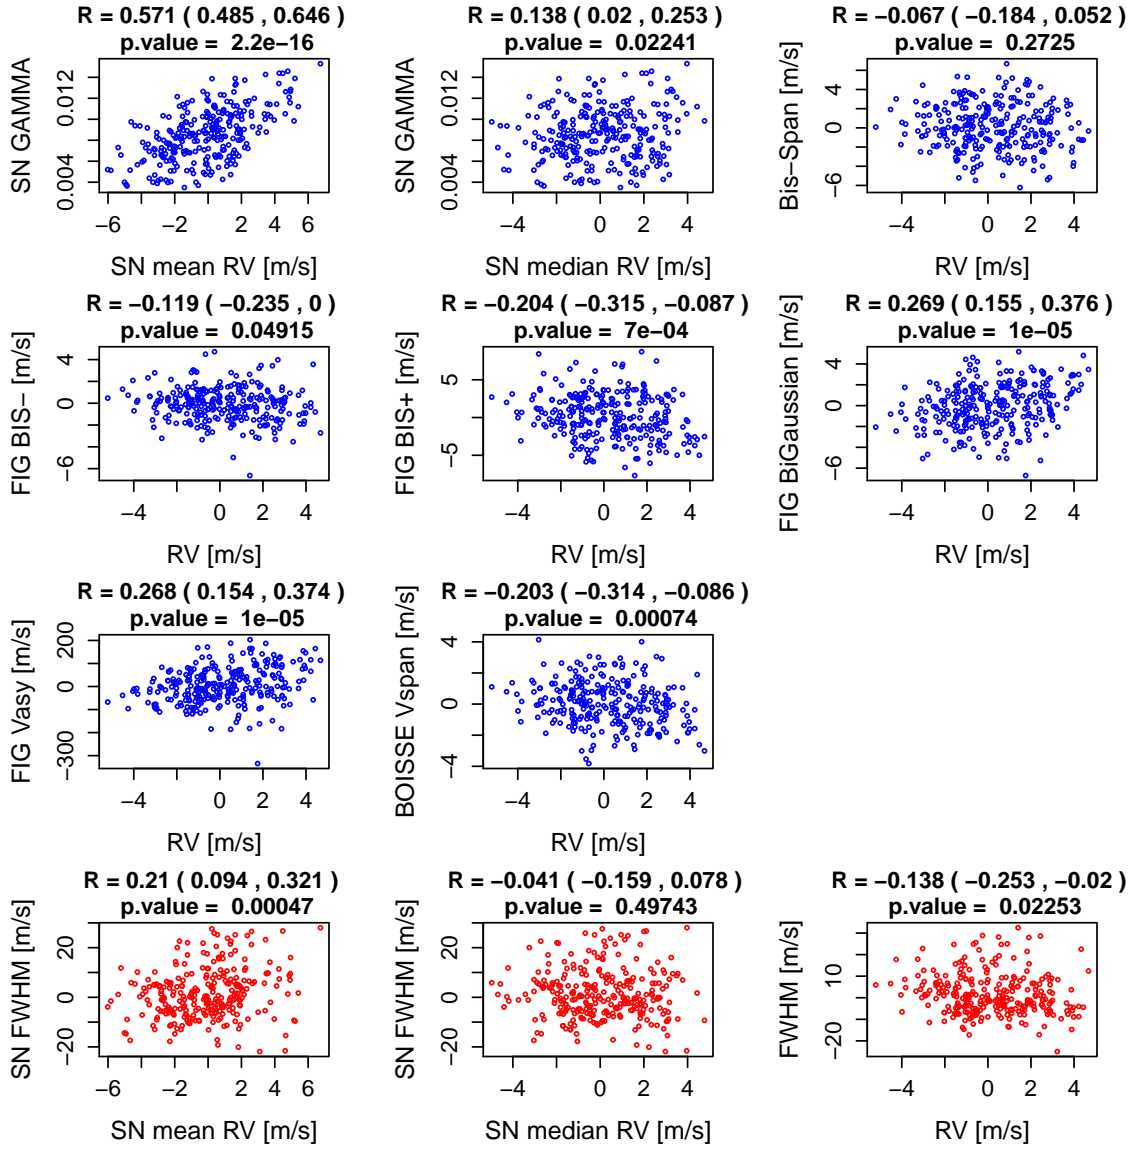 R = 0.571 ( 0.485 , 0.646 )
p.value = 2.2e−16
SN GAMMA
0.004 0.012
−6 −2 2 4 6
SN mean RV [m/s]
R = 0.138 ( 0.02 , 0.253 )
p.value = 0.02241
SN GAMMA
0.004 0.012
−4 0 2 4
SN median RV [m/s]
R = −0.067 ( −0.184 , 0.052 )
p.value = 0.2725
Bis−Span [m/s]
−6 0 4
−4 0 2 4
RV [m/s]
R = −0.119 ( −0.235 , 0 )
p.value = 0.04915
FIG BIS− [m/s]
−6 0 4
−4 0 2 4
RV [m/s]
R = −0.204 ( −0.315 , −0.087 )
p.value = 7e−04
FIG BIS+ [m/s]
−5 5
−4 0 2 4
RV [m/s]
R = 0.269 ( 0.155 , 0.376 )
p.value = 1e−05
FIG BiGaussian [m/s]
−6 0 4
−4 0 2 4
RV [m/s]
R = 0.268 ( 0.154 , 0.374 )
p.value = 1e−05
FIG Vasy [m/s]
−300 0 200
−4 0 2 4
RV [m/s]
R = −0.203 ( −0.314 , −0.086 )
p.value = 0.00074
BOISSE Vspan [m/s]
−4 0 4
−4 0 2 4
RV [m/s]
R = 0.21 ( 0.094 , 0.321 )
p.value = 0.00047
SN FWHM [m/s]
−20 0 20
−6 −2 2 4 6
SN mean RV [m/s]
R = −0.041 ( −0.159 , 0.078 )
p.value = 0.49743
SN FWHM [m/s]
−20 0 20
−4 0 2 4
SN median RV [m/s]
R = −0.138 ( −0.253 , −0.02 )
p.value = 0.02253
FWHM [m/s]
−20 10
−4 0 2 4
RV [m/s]